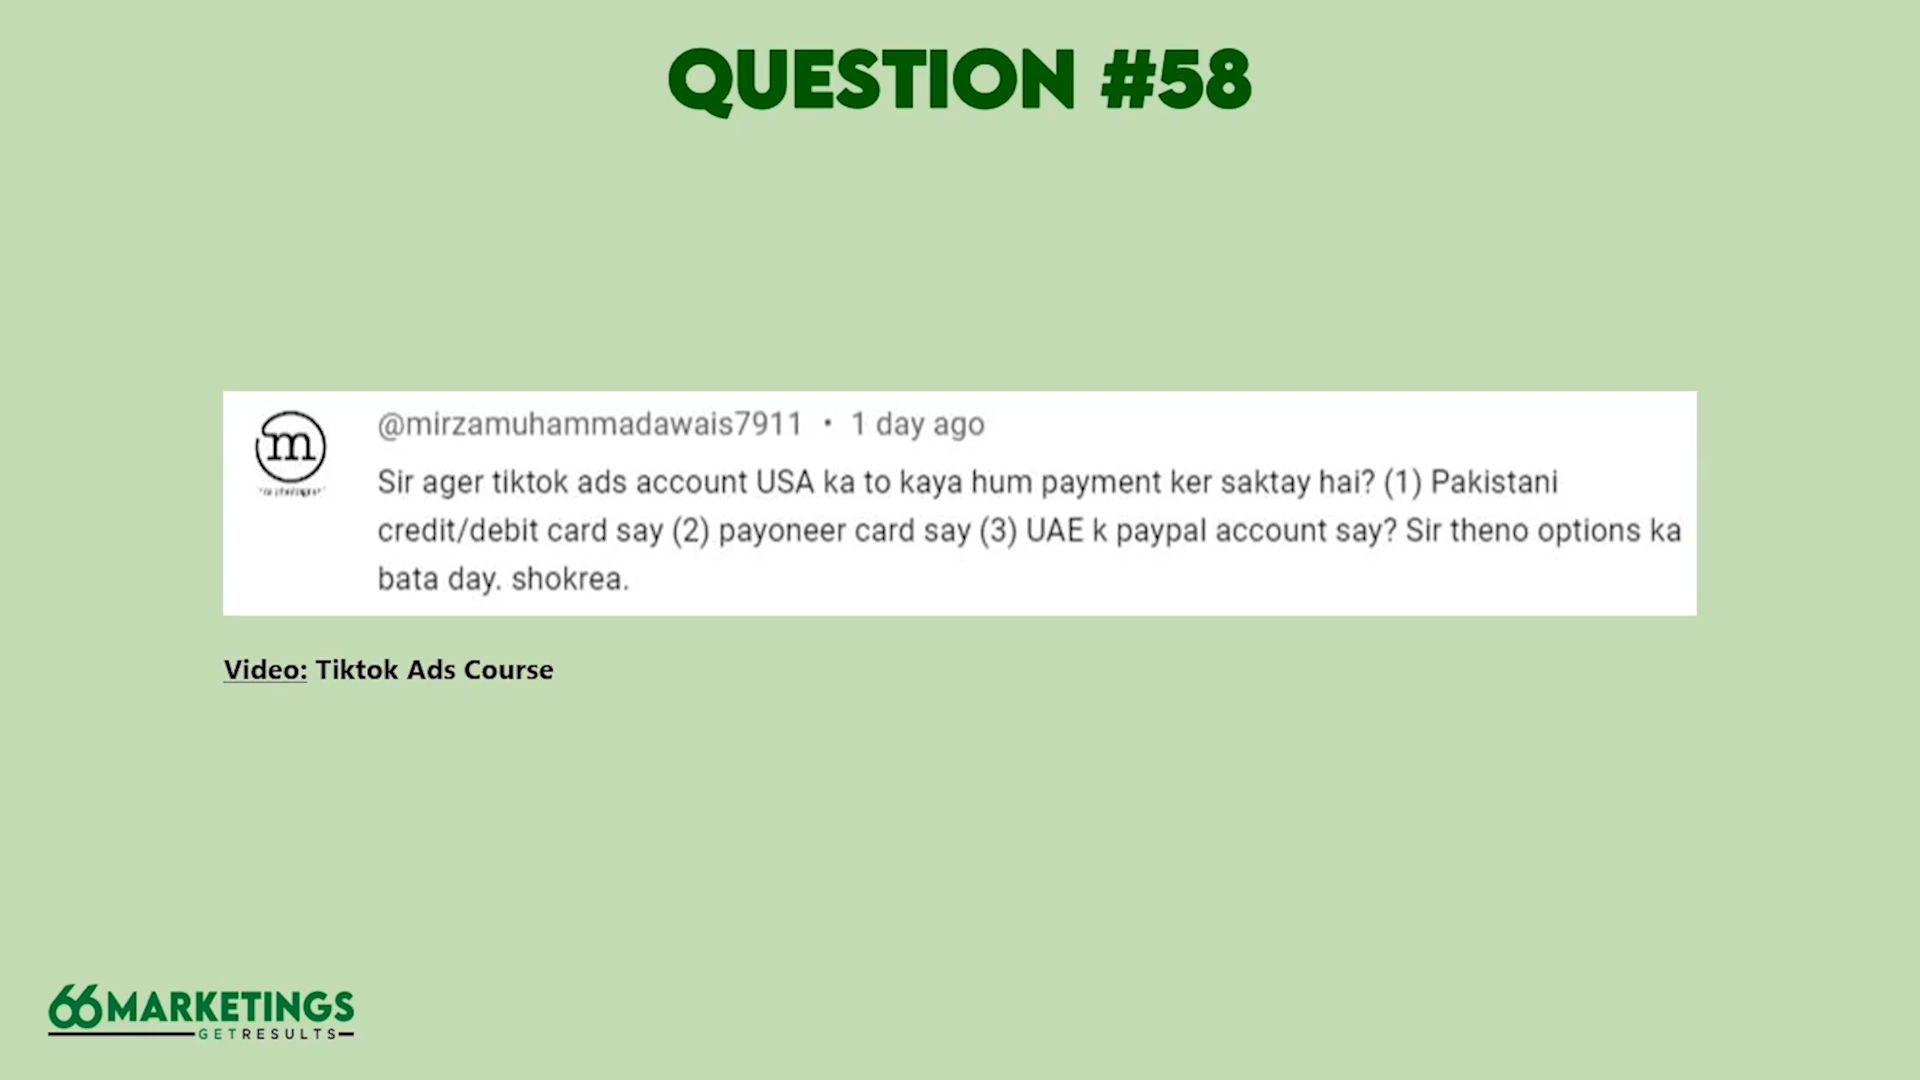 QUESTION #58
@mirzamuhammadawais7911 • 1 day ago
Sir ager tiktok ads account USA ka to kaya hum payment ker saktay hai? (1) Pakistani
credit/debit card say (2) payoneer card say (3) UAE k paypal account say? Sir theno options ka
bata day. shokrea.
Video: Tiktok Ads Course
66MARKETINGS
GETRESULTS